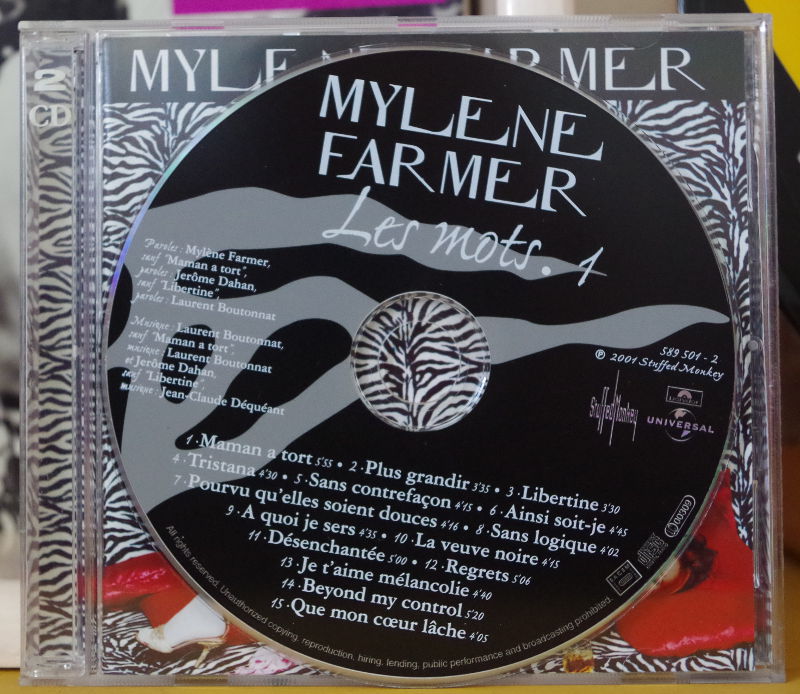 2
CD
MYLENE FARMER
MYLENE
FARMER
Les mots. 1
Paroles : Mylène Farmer,
sauf "Maman a tort",
paroles : Jerôme Dahan,
sauf "Libertine",
paroles : Laurent Boutonnat
Musique : Laurent Boutonnat,
sauf "Maman a tort",
musique : Laurent Boutonnat
et Jerôme Dahan,
sauf "Libertine",
musique : Jean-Claude Déquéant
589 501 - 2
℗ 2001 Stuffed Monkey
Stuffed Monkey
Polydor
UNIVERSAL
1 · Maman a tort 5'55 • 2 · Plus grandir 3'35 • 3 · Libertine 3'30
4 · Tristana 4'30 • 5 · Sans contrefaçon 4'15 • 6 · Ainsi soit-je 4'45
7 · Pourvu qu'elles soient douces 4'16 • 8 · Sans logique 4'02
9 · A quoi je sers 4'35 • 10 · La veuve noire 4'15
11 · Désenchantée 5'00 • 12 · Regrets 5'06
13 · Je t'aime mélancolie 4'40
14 · Beyond my control 5'20
15 · Que mon cœur lâche 4'05
00309
SACEM
All rights reserved. Unauthorized copying, reproduction, hiring, lending, public performance and broadcasting prohibited.